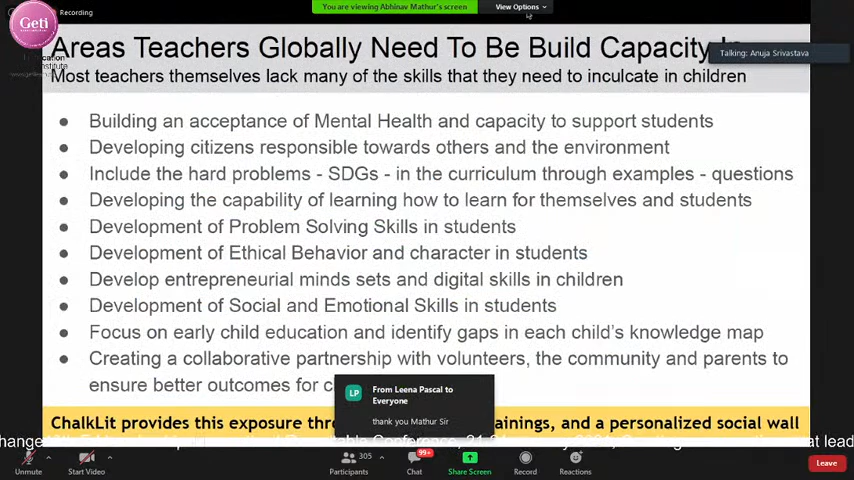 Geti
Recording
You are viewing Abhinav Mathur's screen
View Options
Talking: Anuja Srivastava
Areas Teachers Globally Need To Be Build Capacity
Most teachers themselves lack many of the skills that they need to inculcate in children
● Building an acceptance of Mental Health and capacity to support students
● Developing citizens responsible towards others and the environment
● Include the hard problems - SDGs - in the curriculum through examples - questions
● Developing the capability of learning how to learn for themselves and students
● Development of Problem Solving Skills in students
● Development of Ethical Behavior and character in students
● Develop entrepreneurial minds sets and digital skills in children
● Development of Social and Emotional Skills in students
● Focus on early child education and identify gaps in each child's knowledge map
● Creating a collaborative partnership with volunteers, the community and parents to
ensure better outcomes for
LP
From Leena Pascal to
Everyone
thank you Mathur Sir
ChalkLit provides this exposure ainings, and a personalized social wall
Conference,
at lead
Unmute
Start Video
Participants
305
Chat
99+
Share Screen
Record
Reactions
Leave